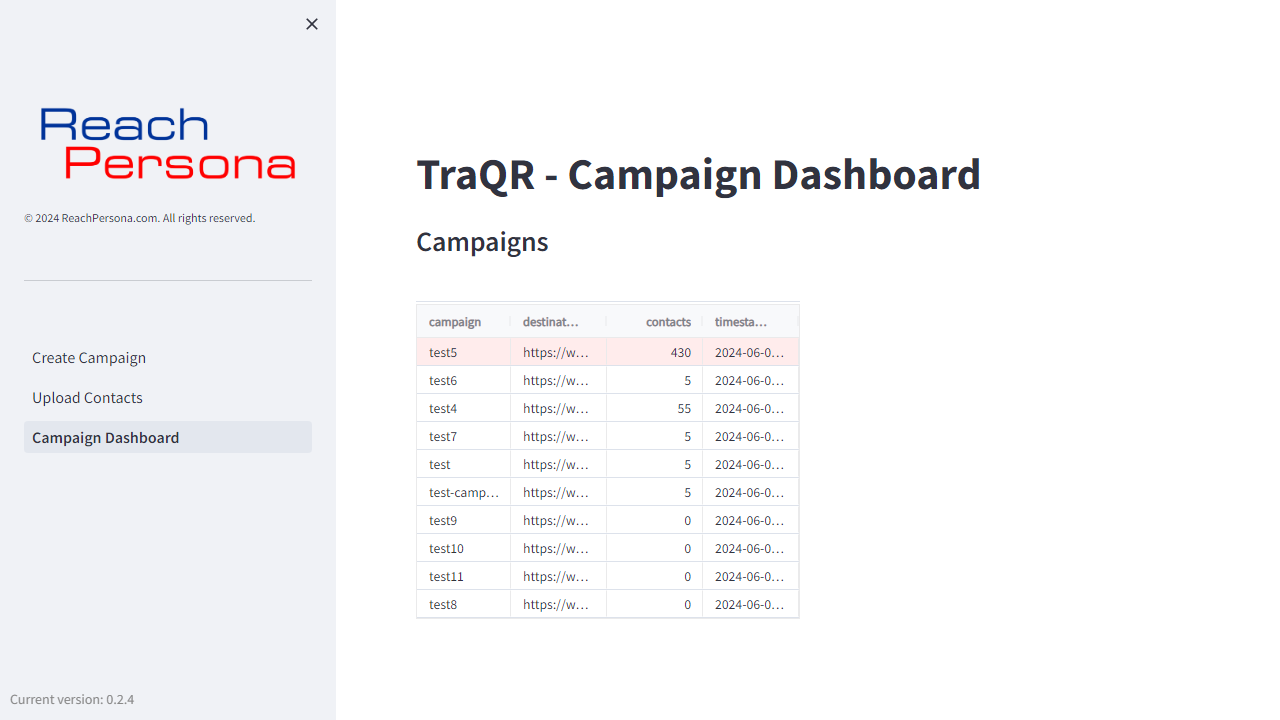 Reach
Persona
© 2024 ReachPersona.com. All rights reserved.
Create Campaign
Upload Contacts
Campaign Dashboard
Current version: 0.2.4
TraQR - Campaign Dashboard
Campaigns
campaign destinat… contacts timesta…
test5 https://w… 430 2024-06-0…
test6 https://w… 5 2024-06-0…
test4 https://w… 55 2024-06-0…
test7 https://w… 5 2024-06-0…
test https://w… 5 2024-06-0…
test-camp… https://w… 5 2024-06-0…
test9 https://w… 0 2024-06-0…
test10 https://w… 0 2024-06-0…
test11 https://w… 0 2024-06-0…
test8 https://w… 0 2024-06-0…